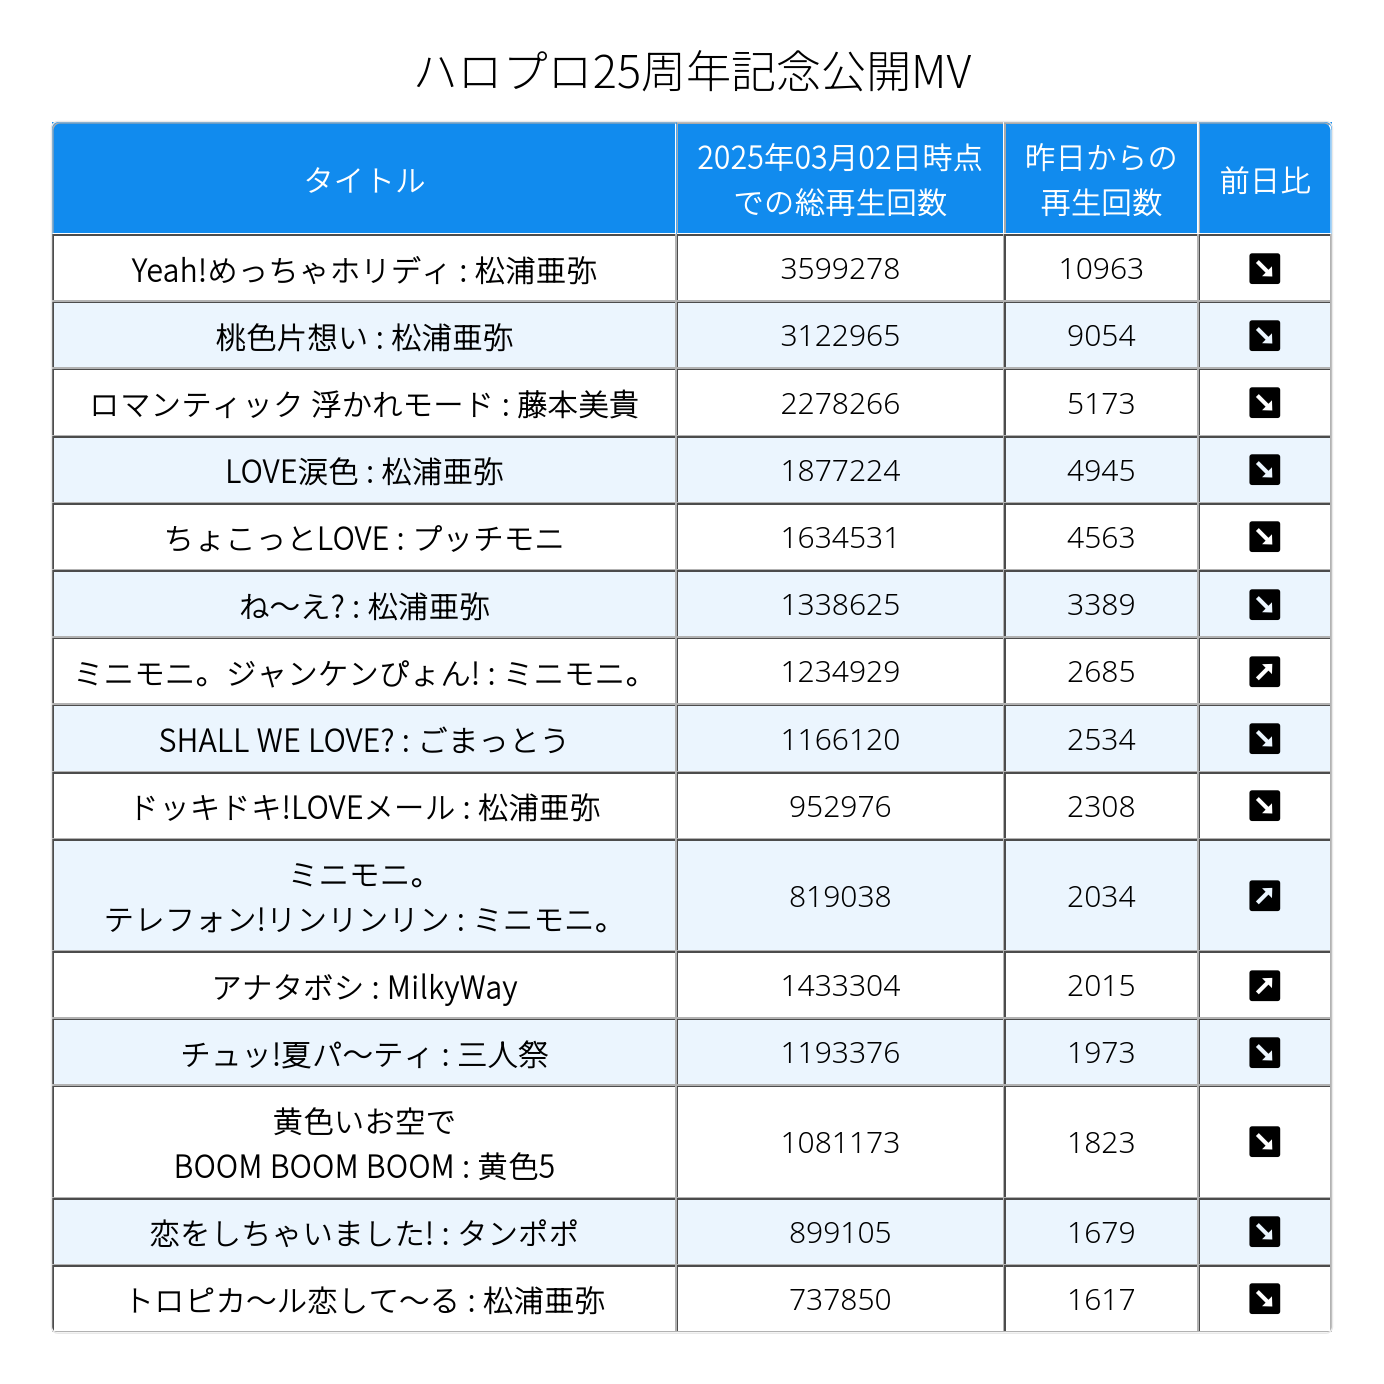 ハロプロ25周年記念公開MV
タイトル
2025年03月02日時点
での総再生回数
昨日からの
再生回数
前日比
Yeah!めっちゃホリディ : 松浦亜弥 3599278 10963
桃色片想い : 松浦亜弥 3122965 9054
ロマンティック 浮かれモード : 藤本美貴 2278266 5173
LOVE涙色 : 松浦亜弥 1877224 4945
ちょこっとLOVE : プッチモニ 1634531 4563
ね～え? : 松浦亜弥 1338625 3389
ミニモニ。ジャンケンぴょん! : ミニモニ。 1234929 2685
SHALL WE LOVE? : ごまっとう 1166120 2534
ドッキドキ!LOVEメール : 松浦亜弥 952976 2308
ミニモニ。
テレフォン!リンリンリン : ミニモニ。 819038 2034
アナタボシ : MilkyWay 1433304 2015
チュッ!夏パ～ティ : 三人祭 1193376 1973
黄色いお空で
BOOM BOOM BOOM : 黄色5 1081173 1823
恋をしちゃいました! : タンポポ 899105 1679
トロピカ～ル恋して～る : 松浦亜弥 737850 1617